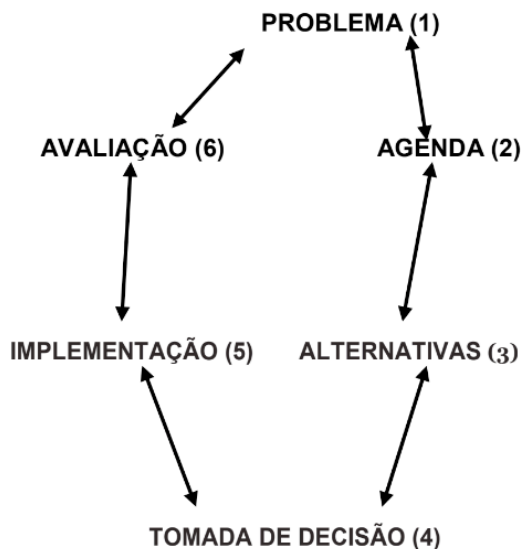 PROBLEMA (1)
AVALIAÇÃO (6)
AGENDA (2)
IMPLEMENTAÇÃO (5)
ALTERNATIVAS (3)
TOMADA DE DECISÃO (4)